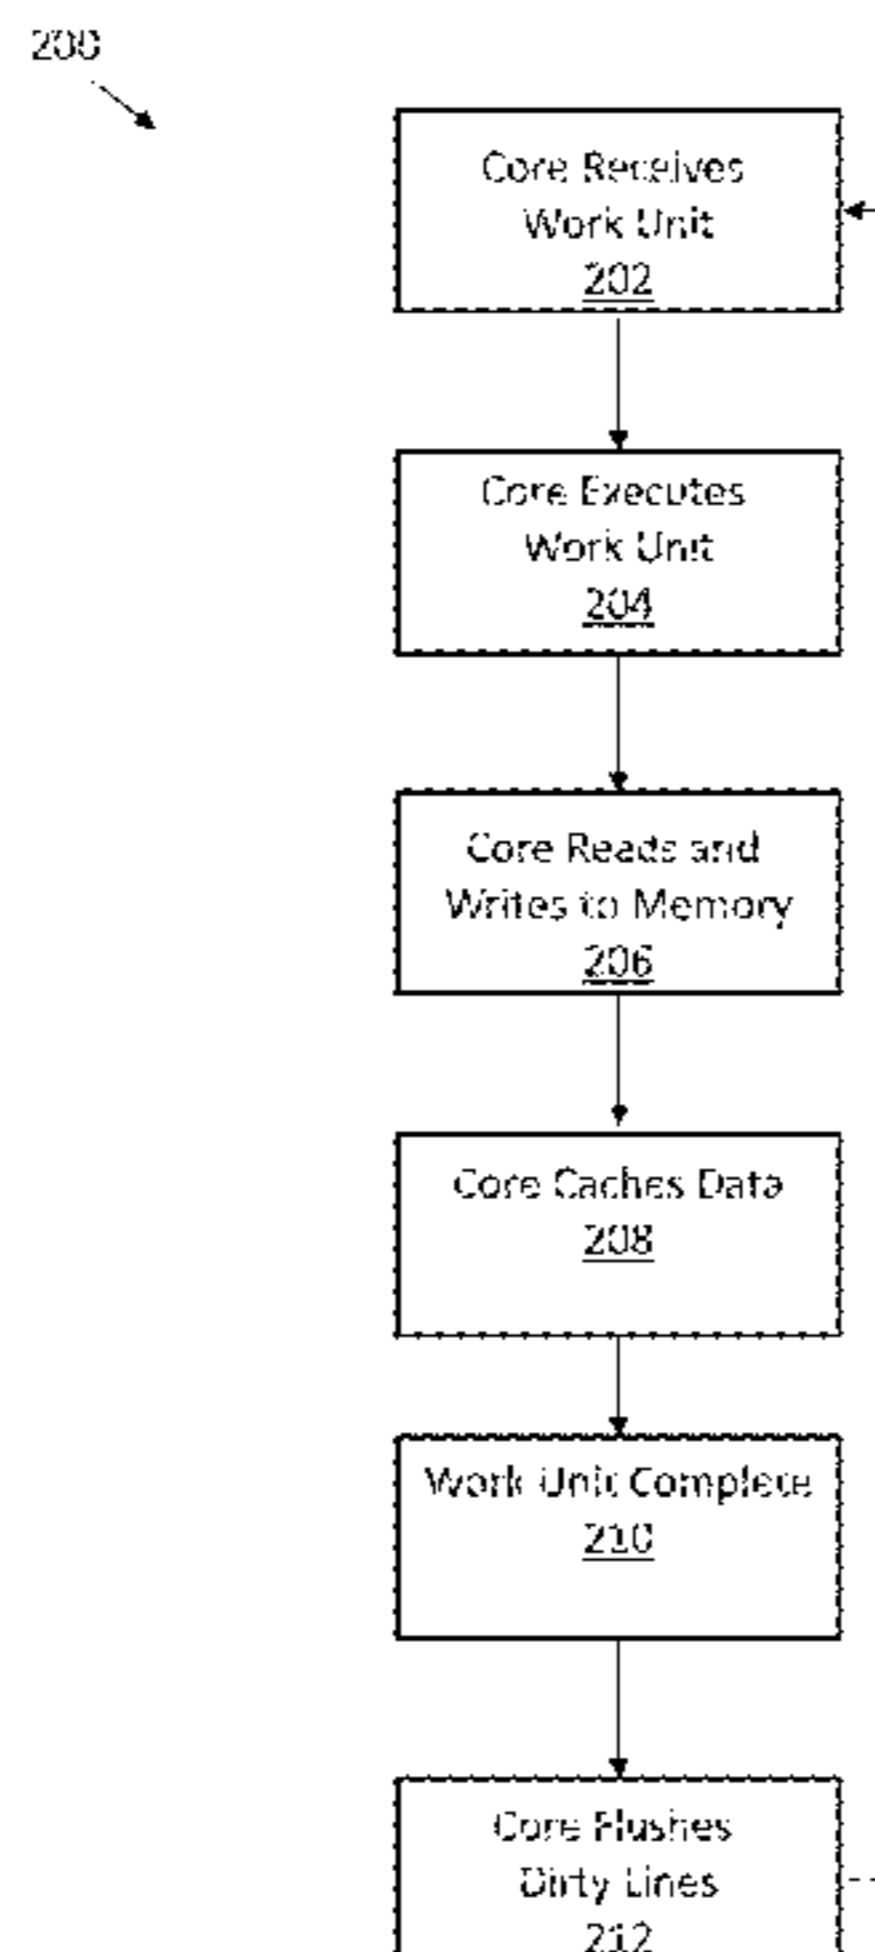 200
Core Receives
Work Unit
202
Core Executes
Work Unit
204
Core Reads and
Writes to Memory
206
Core Caches Data
208
Work Unit Complete
210
Core Flushes
Dirty Lines
212